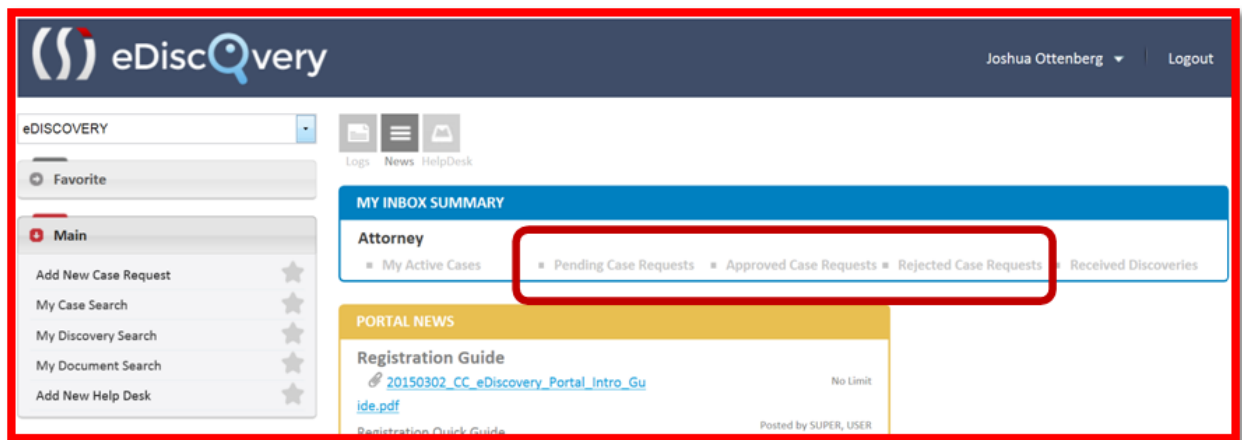 eDiscovery
Joshua Ottenberg
Logout
eDISCOVERY
Favorite
Main
Add New Case Request
My Case Search
My Discovery Search
My Document Search
Add New Help Desk
Logs News HelpDesk
MY INBOX SUMMARY
Attorney
My Active Cases Pending Case Requests Approved Case Requests Rejected Case Requests Received Discoveries
PORTAL NEWS
Registration Guide
20150302_CC_eDiscovery_Portal_Intro_Gu No Limit
ide.pdf
Posted by SUPER, USER
Registration Quick Guide